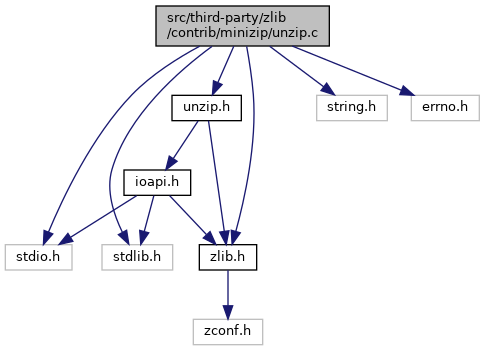 src/third-party/zlib
/contrib/minizip/unzip.c
unzip.h
string.h
errno.h
ioapi.h
stdio.h
stdlib.h
zlib.h
zconf.h